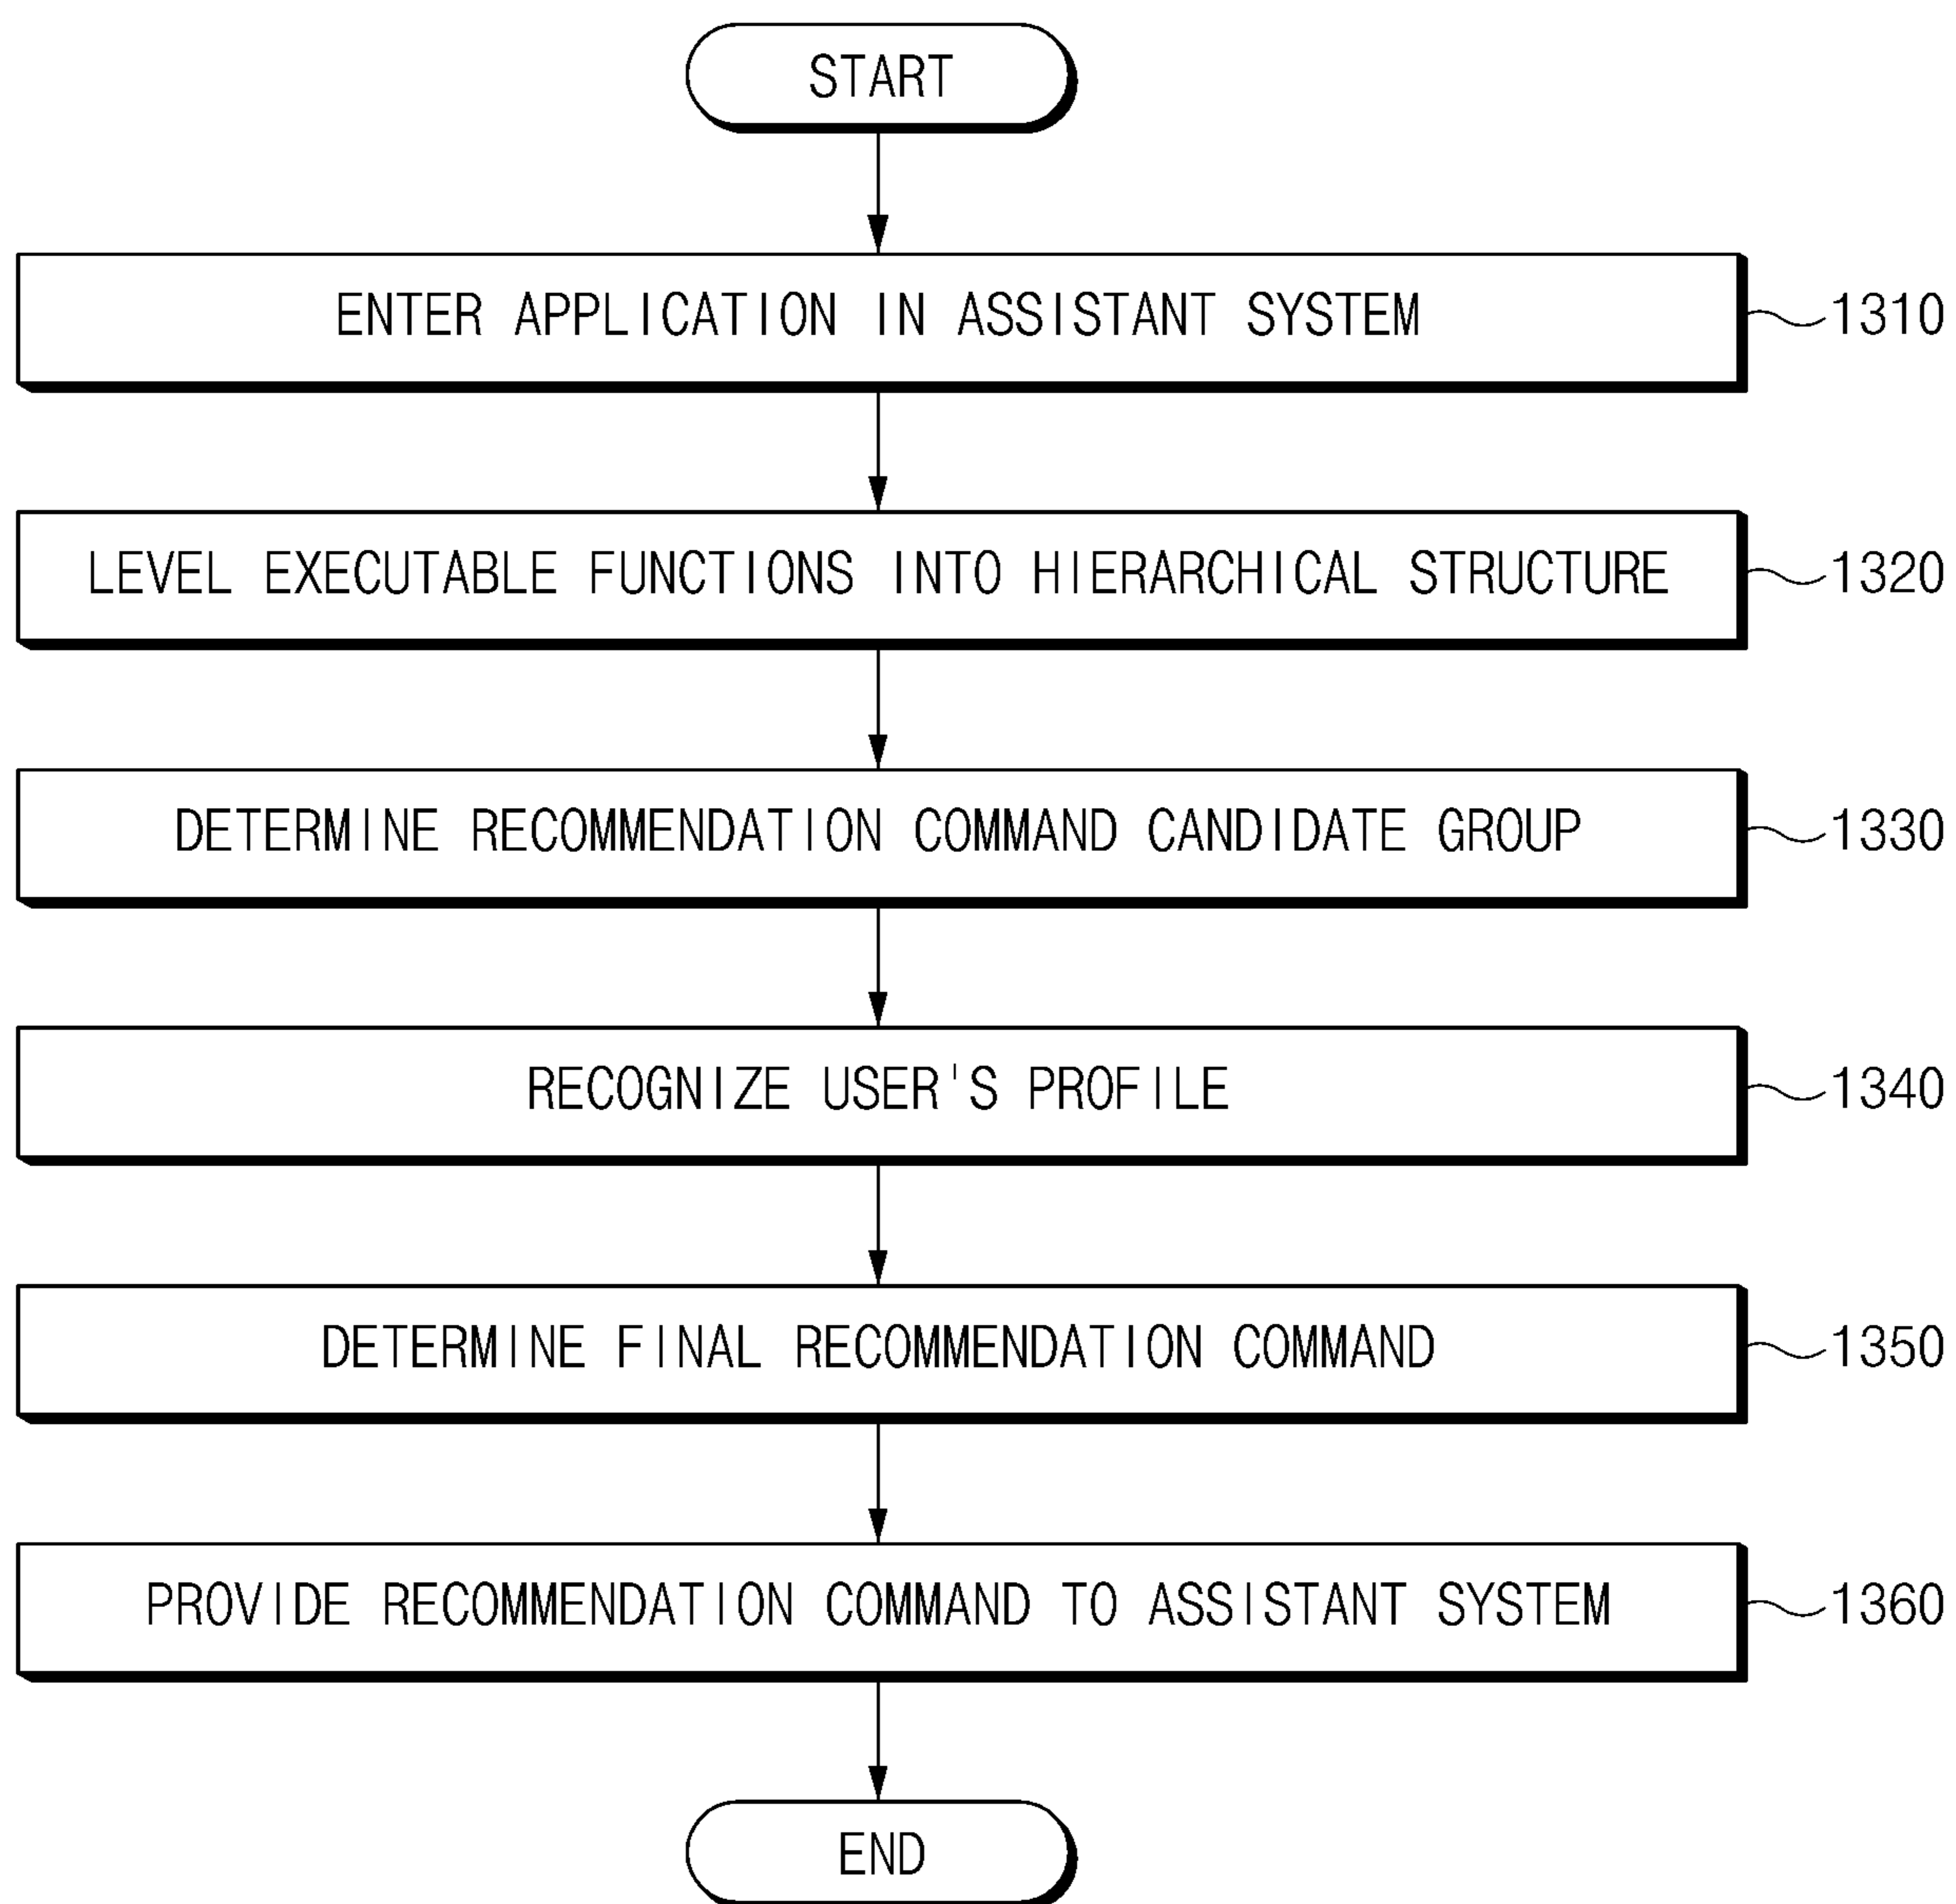 START
ENTER APPLICATION IN ASSISTANT SYSTEM
1310
LEVEL EXECUTABLE FUNCTIONS INTO HIERARCHICAL STRUCTURE
1320
DETERMINE RECOMMENDATION COMMAND CANDIDATE GROUP
1330
RECOGNIZE USER'S PROFILE
1340
DETERMINE FINAL RECOMMENDATION COMMAND
1350
PROVIDE RECOMMENDATION COMMAND TO ASSISTANT SYSTEM
1360
END